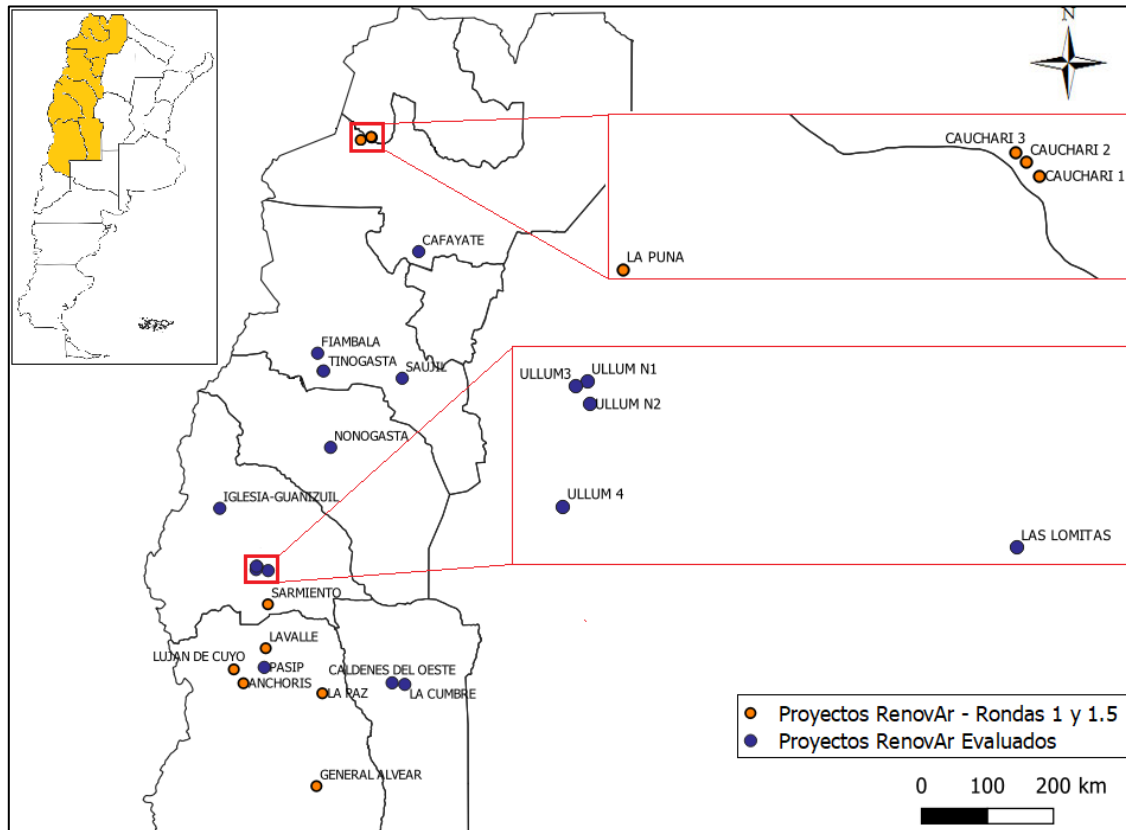 N
CAUCHARI 3
CAUCHARI 2
CAUCHARI 1
LA PUNA
CAFAYATE
FIAMBALA
TINOGASTA
SAUJIL
ULLUM3
ULLUM N1
ULLUM N2
NONOGASTA
IGLESIA-GUANIZUIL
ULLUM 4
LAS LOMITAS
SARMIENTO
LAVALLE
LUJAN DE CUYO
PASIP
CALDENES DEL OESTE
ANCHORIS
LA PAZ
LA CUMBRE
GENERAL ALVEAR
Proyectos RenovAr - Rondas 1 y 1.5
Proyectos RenovAr Evaluados
0 100 200 km